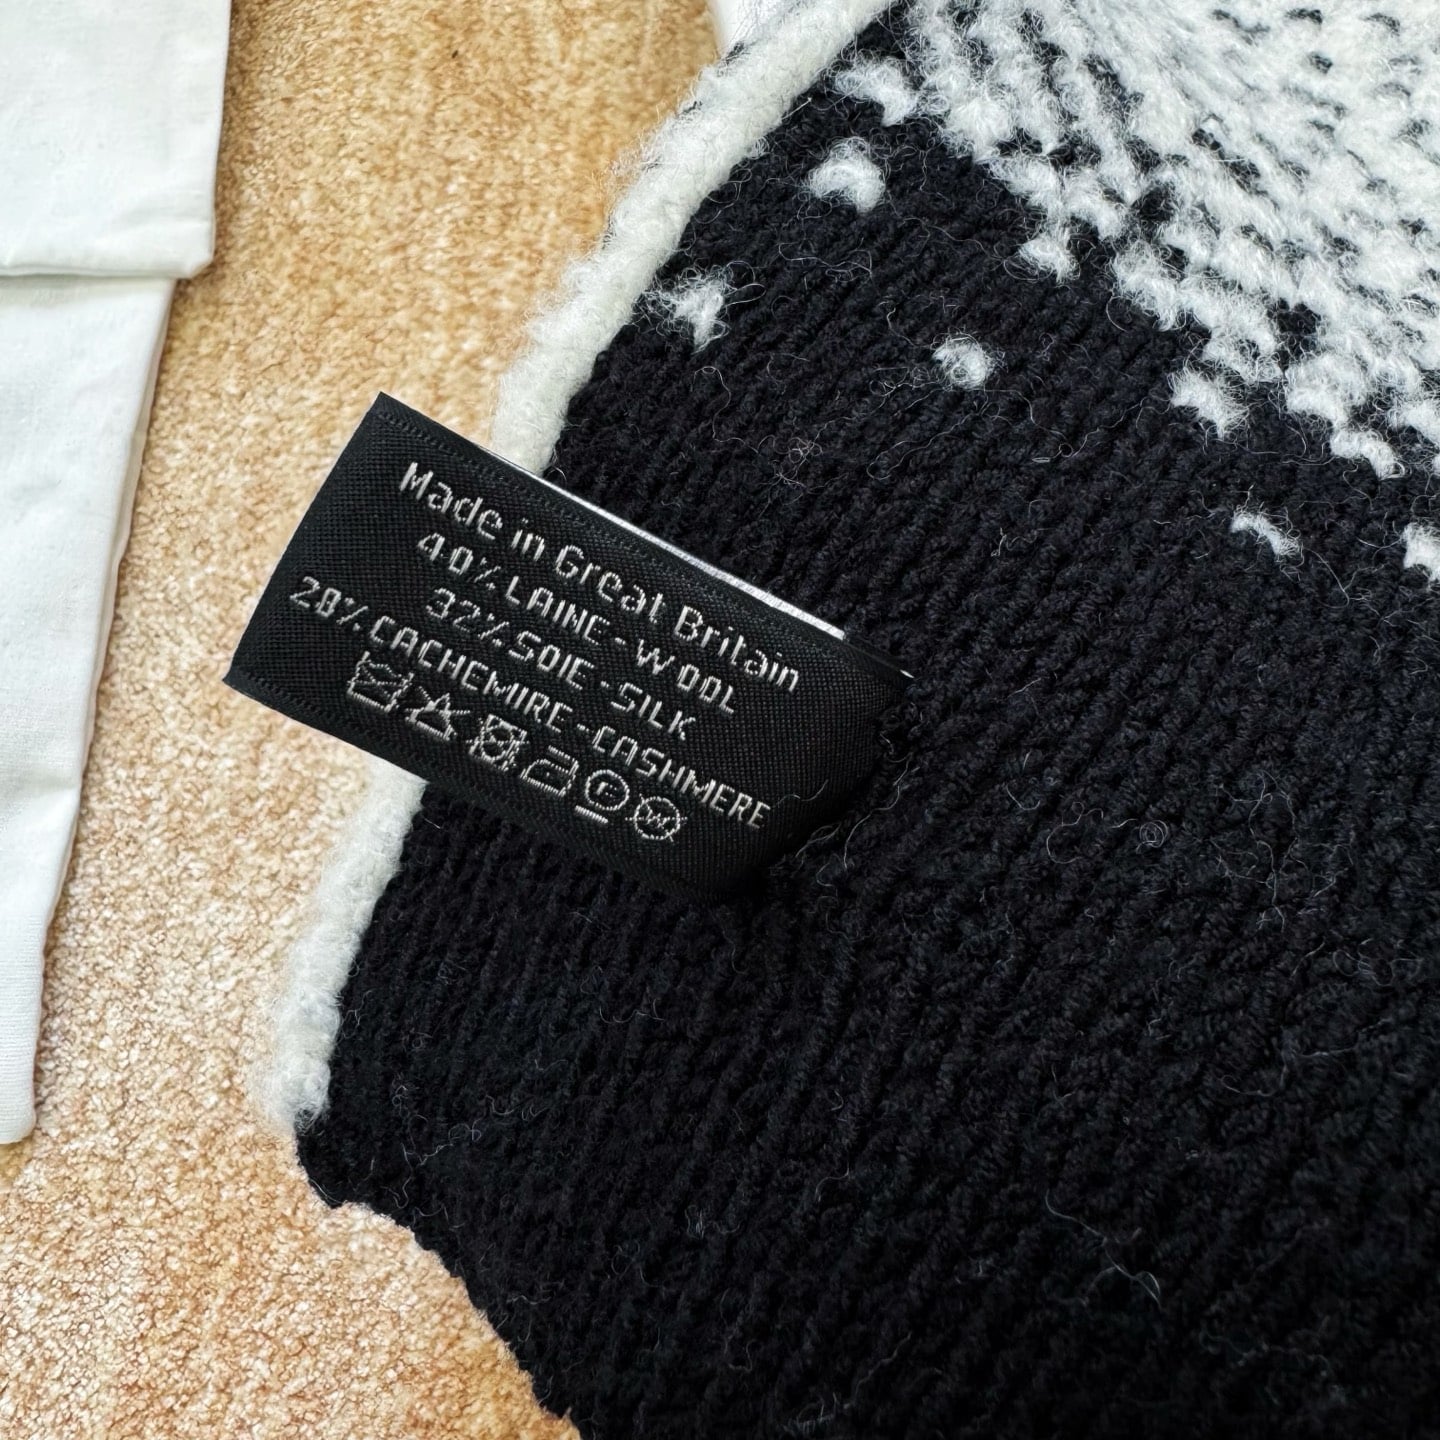 Made in Great Britain
40% LAINE - WOOL
32% SOIE - SILK
28% CACHEMIRE - CASHMERE
F W